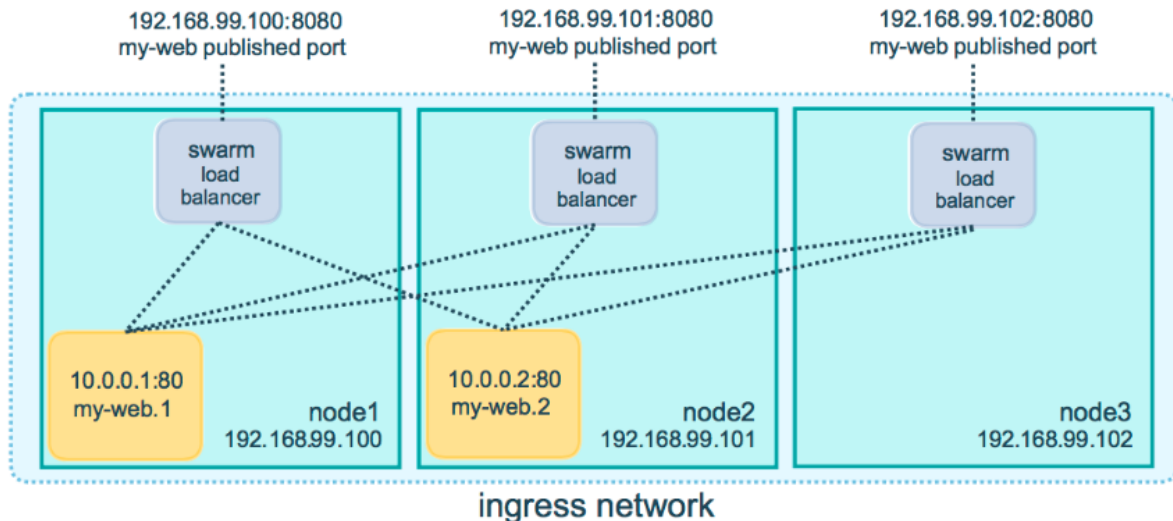 192.168.99.100:8080
my-web published port
192.168.99.101:8080
my-web published port
192.168.99.102:8080
my-web published port
swarm
load
balancer
swarm
load
balancer
swarm
load
balancer
10.0.0.1:80
my-web.1
node1
192.168.99.100
10.0.0.2:80
my-web.2
node2
192.168.99.101
node3
192.168.99.102
ingress network